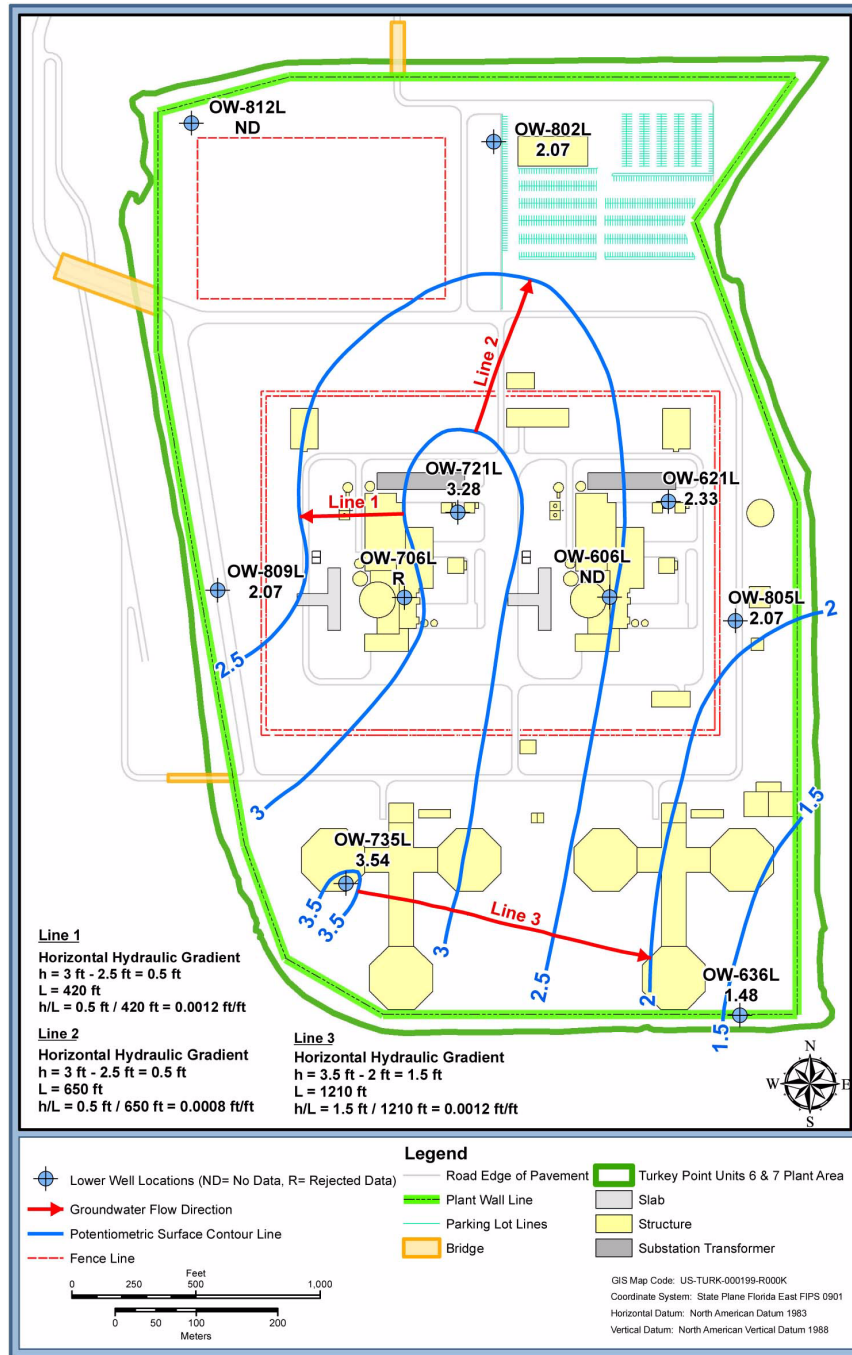 OW-812L
ND
OW-802L
2.07
Line 2
OW-721L
3.28
OW-621L
2.33
Line 1
OW-706L
R
OW-606L
ND
OW-809L
2.07
OW-805L
2.07
2
2.5
3
1.5
OW-735L
3.54
3.5
3.5
Line 3
3
2.5
2
OW-636L
1.48
1.5
Line 1
Horizontal Hydraulic Gradient
h = 3 ft - 2.5 ft = 0.5 ft
L = 420 ft
h/L = 0.5 ft / 420 ft = 0.0012 ft/ft
Line 2
Horizontal Hydraulic Gradient
h = 3 ft - 2.5 ft = 0.5 ft
L = 650 ft
h/L = 0.5 ft / 650 ft = 0.0008 ft/ft
Line 3
Horizontal Hydraulic Gradient
h = 3.5 ft - 2 ft = 1.5 ft
L = 1210 ft
h/L = 1.5 ft / 1210 ft = 0.0012 ft/ft
N
W E
S
Legend
Lower Well Locations (ND= No Data, R= Rejected Data)
Groundwater Flow Direction
Potentiometric Surface Contour Line
Fence Line
Road Edge of Pavement
Plant Wall Line
Parking Lot Lines
Bridge
Turkey Point Units 6 & 7 Plant Area
Slab
Structure
Substation Transformer
Feet
0 250 500 1,000
0 50 100 200
Meters
GIS Map Code: US-TURK-000199-R000K
Coordinate System: State Plane Florida East FIPS 0901
Horizontal Datum: North American Datum 1983
Vertical Datum: North American Vertical Datum 1988